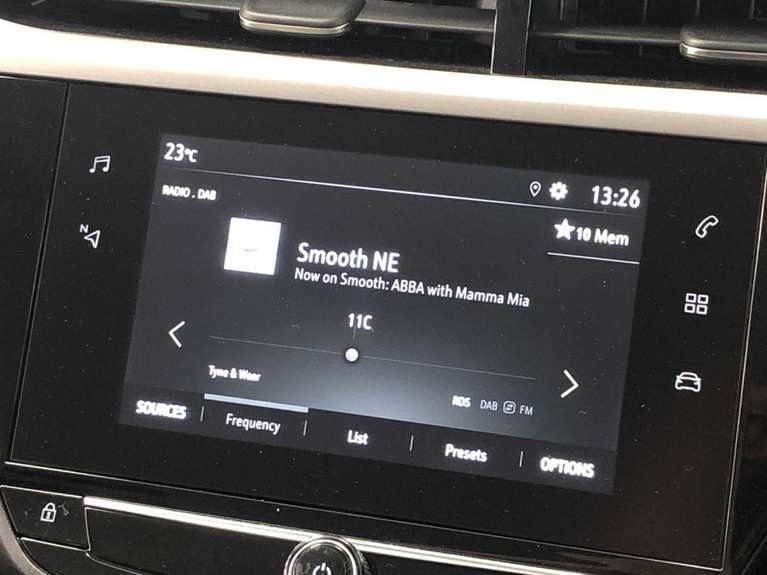 23°C
13:26
RADIO . DAB
10 Mem
Smooth NE
Now on Smooth: ABBA with Mamma Mia
11C
Tyne & Wear
RDS DAB FM
SOURCES Frequency List Presets OPTIONS
N